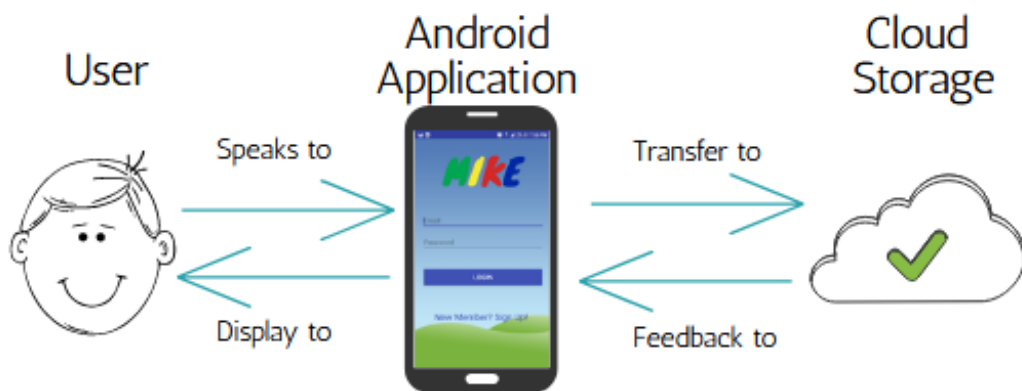 User
Android
Application
Cloud
Storage
Speaks to
Transfer to
MIKE
Email
Password
LOGIN
New Member? Sign Up!
Display to
Feedback to